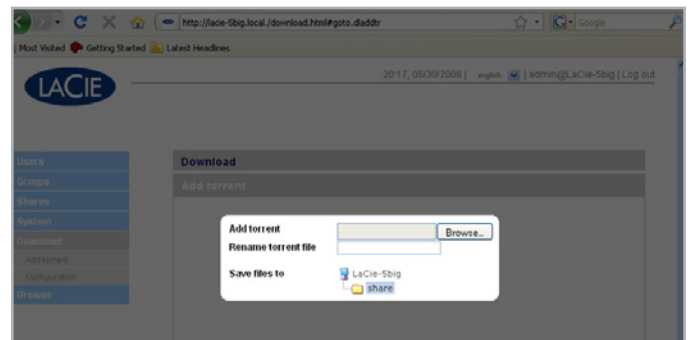 http://lacie-5big.local./download.html#goto.dladdtr
Google
Most Visited Getting Started Latest Headlines
LACIE
20:17, 06/30/2008 | english | admin@LaCie-5big | Log out
Users
Groups
Shares
System
Download
Add torrent
Configuration
Browse
Download
Add torrent
Add torrent Browse...
Rename torrent file
Save files to LaCie-5big
share